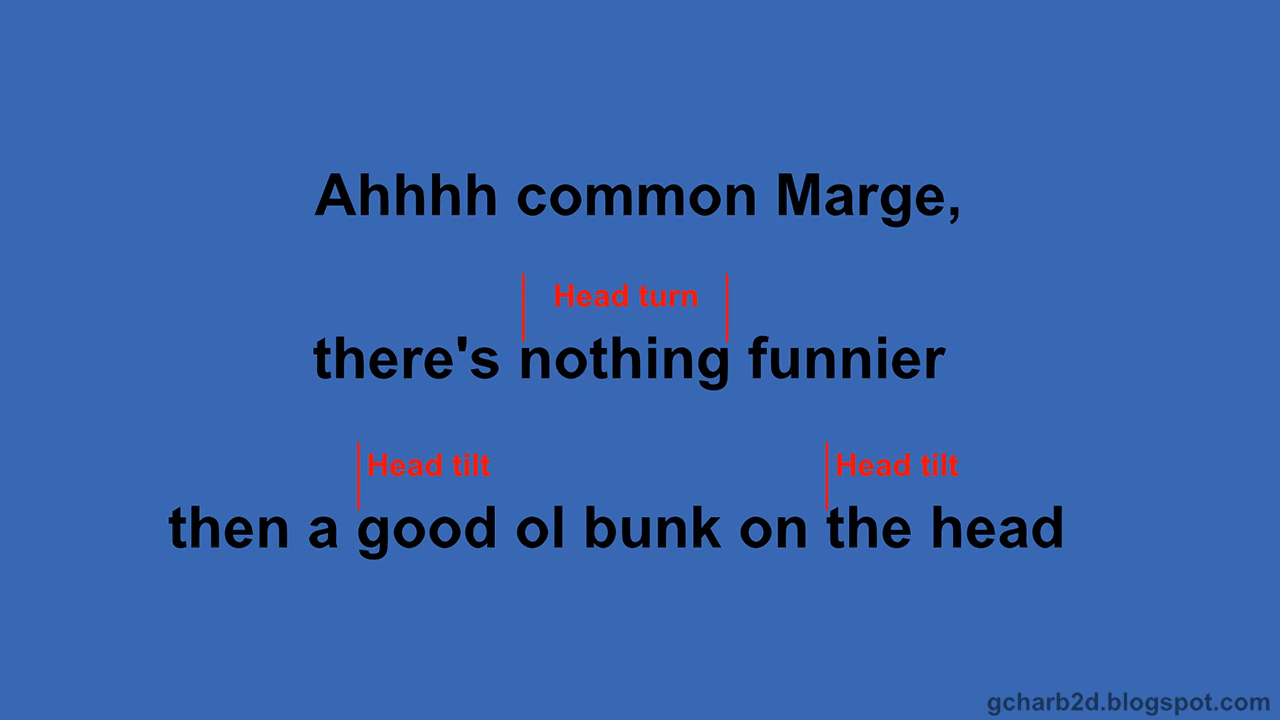 Ahhhh common Marge,
Head turn
there's nothing funnier
Head tilt Head tilt
then a good ol bunk on the head
gcharb2d.blogspot.com